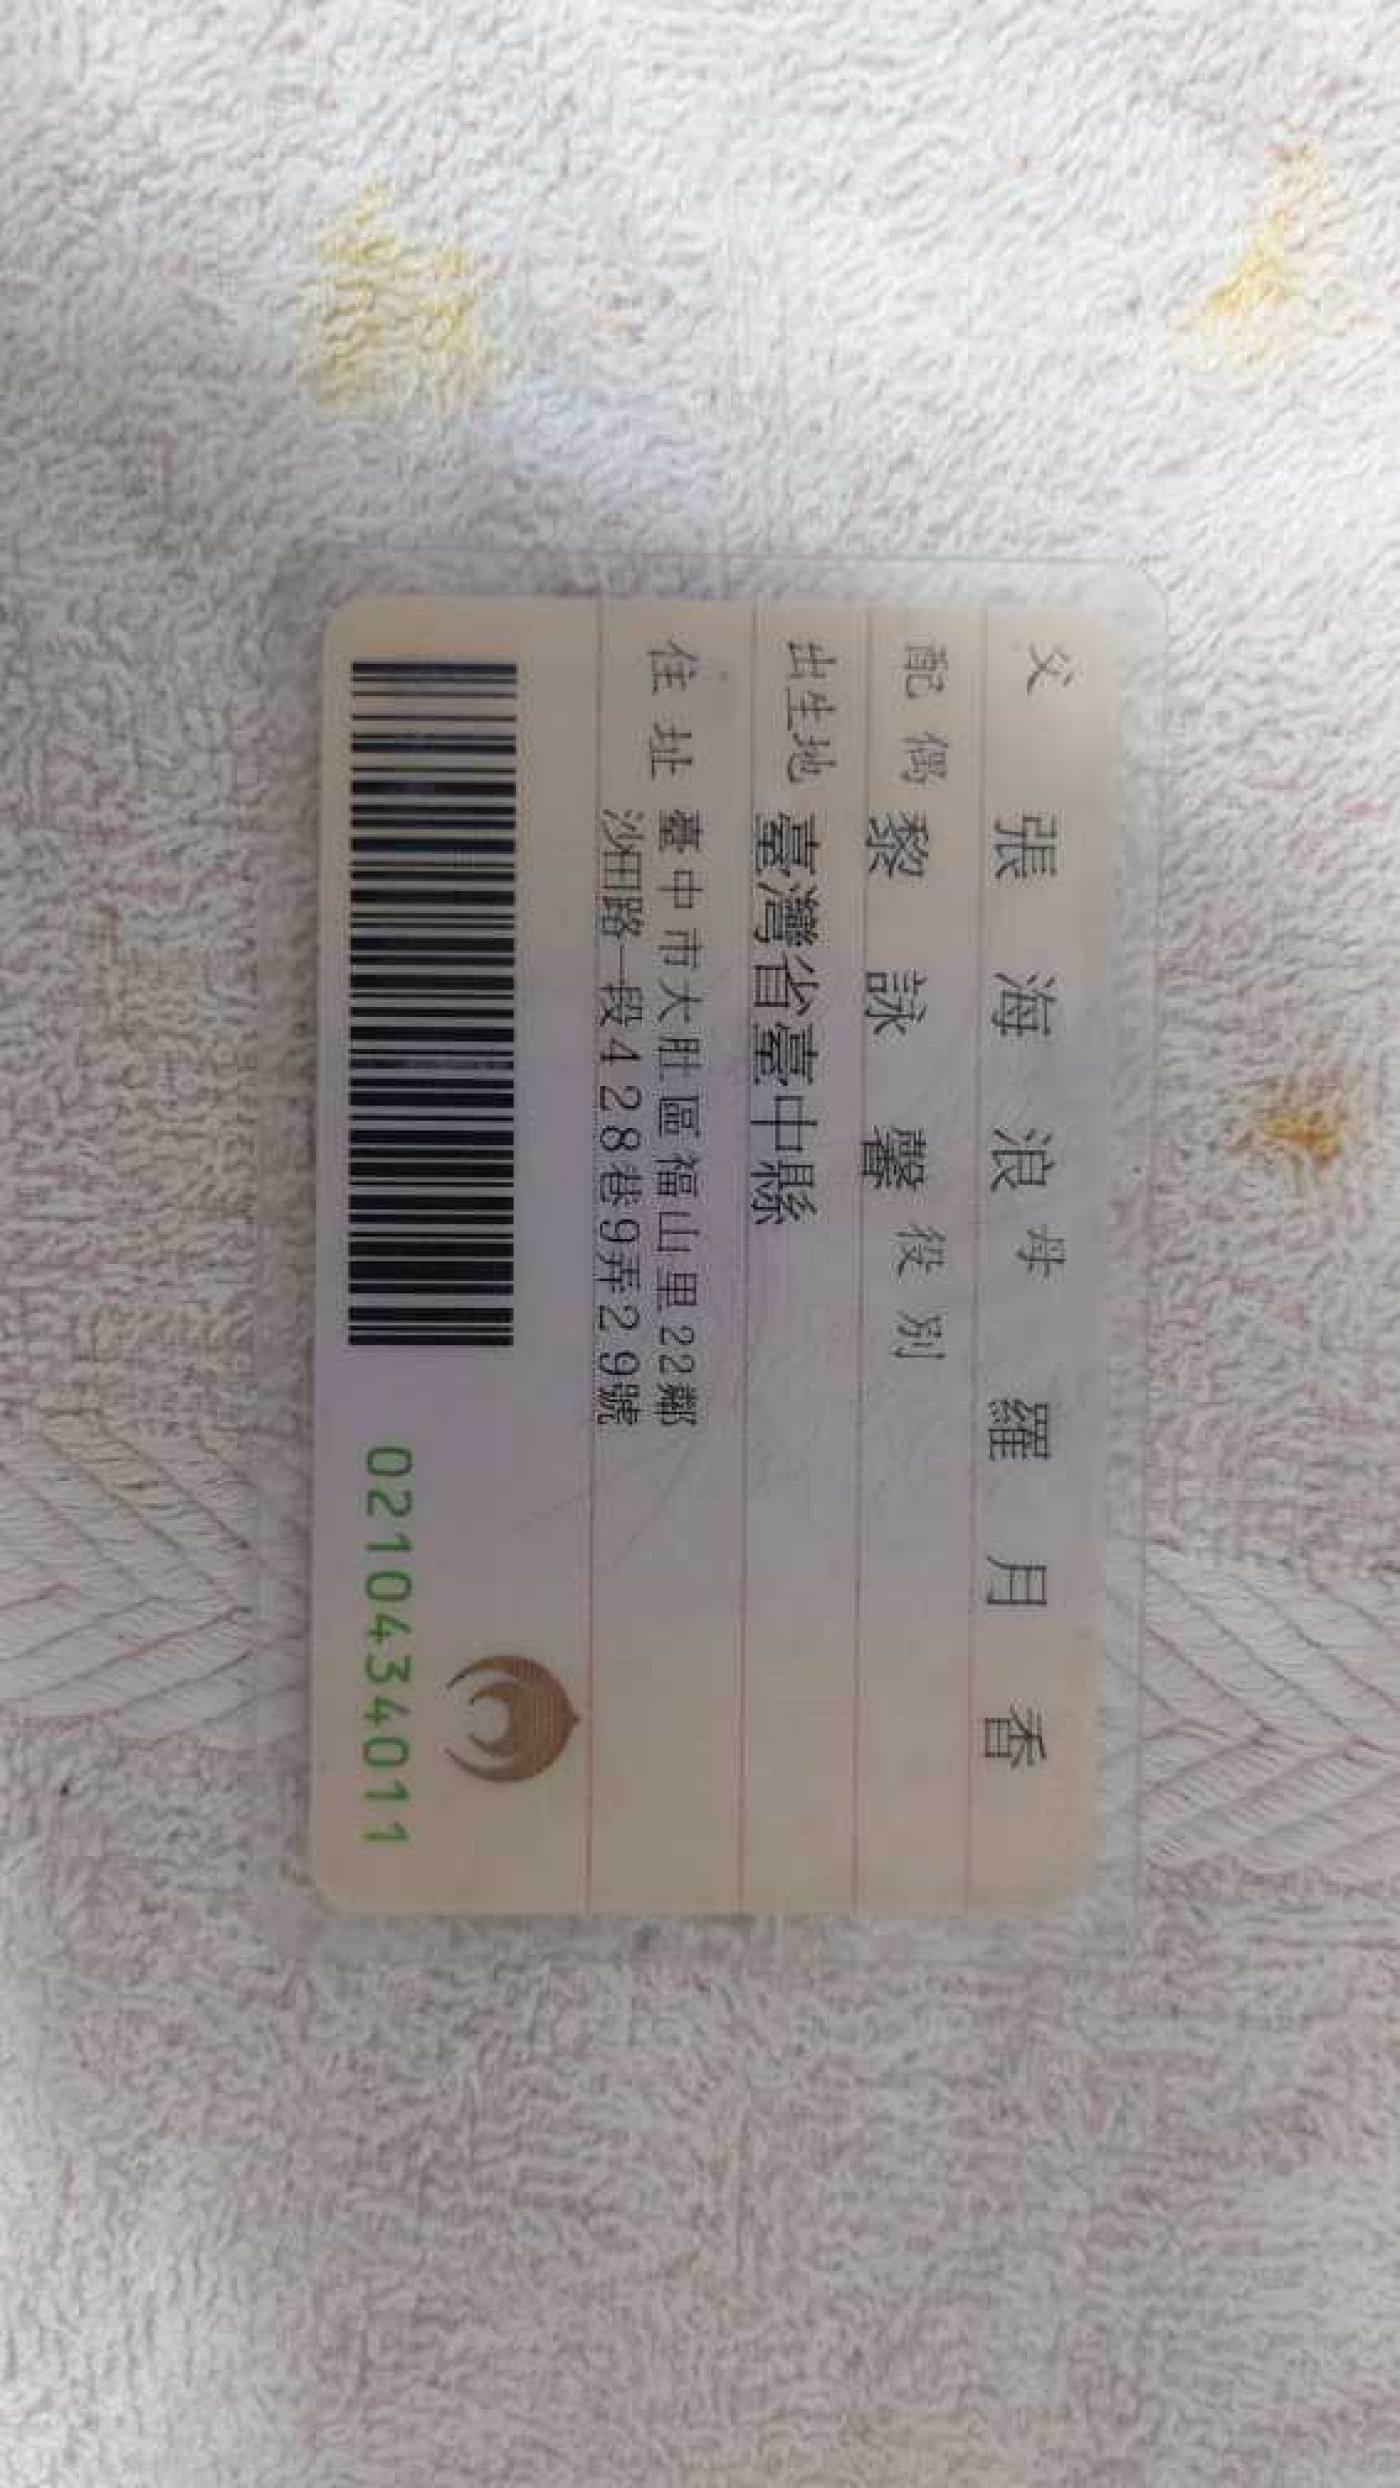 父 張海浪 母 羅月香
配偶 黎詠馨 役別
出生地 臺灣省臺中縣
住址 臺中市大肚區福山里22鄰
沙田路一段428巷9弄29號
0210434011